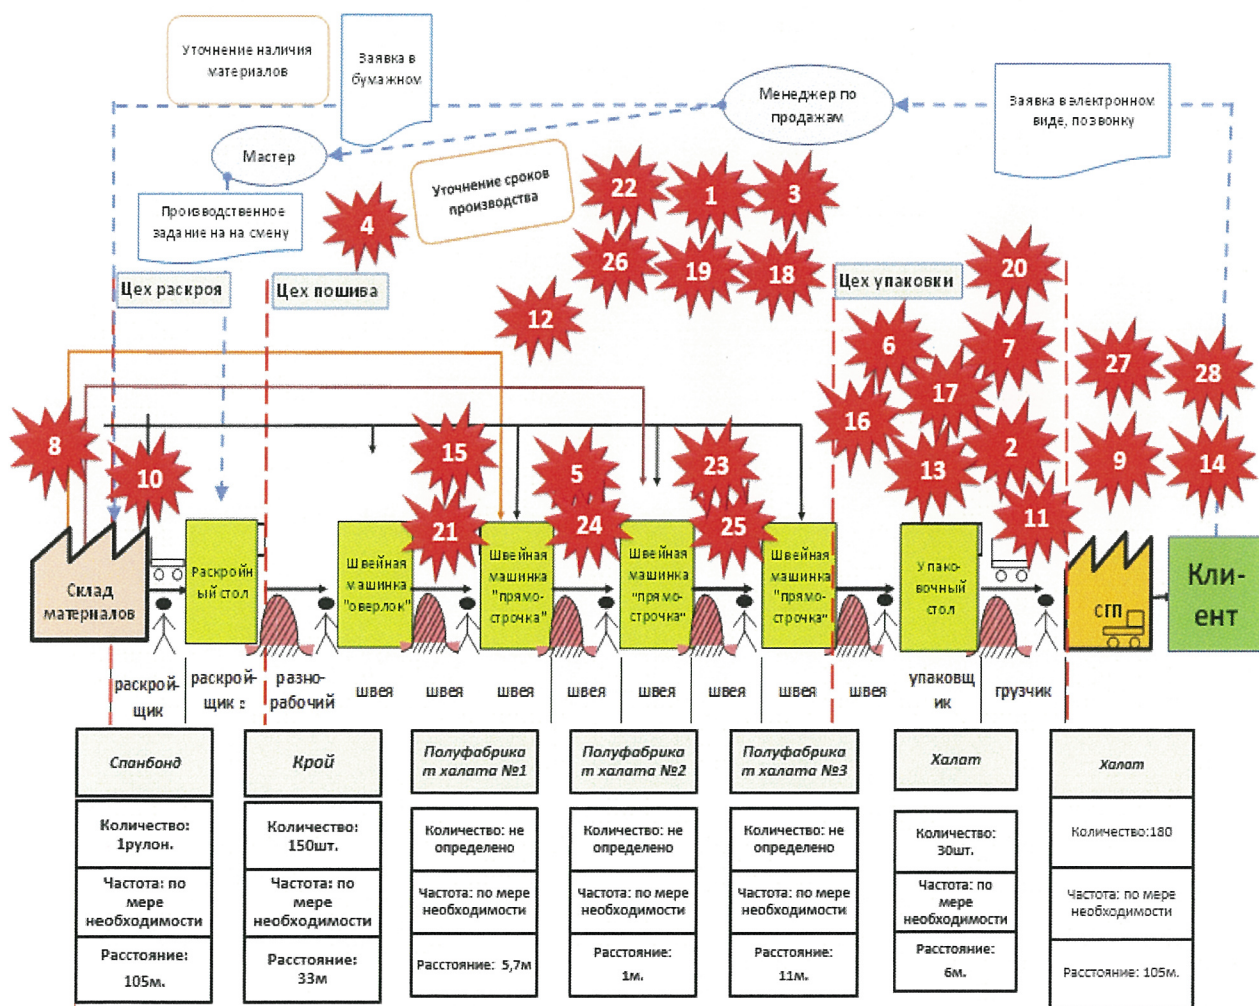 Уточнение наличия
материалов
Заявка в
бумажном
Менеджер по
продажам
Заявка в электронном
виде, по звонку
Мастер
Уточнение сроков
производства
Производственное
задание на на смену
4
22
1
3
26
19
18
20
12
Цех раскроя
Цех пошива
Цех упаковки
6
7
27
28
17
16
8
10
15
5
23
2
13
9
14
21
24
25
11
Склад
материалов
Раскройн
ый стол
Швейная
машинка
"оверлок"
Швейная
машинка
"прямо-
строчка"
Швейная
машинка
"прямо-
строчка"
Швейная
машинка
"прямо-
строчка"
Упако-
вочный
стол
СГП
Кли-
ент
раскрой-
щик
раскрой-
щик 2
разно-
рабочий
швея
швея
швея
швея
швея
швея
швея
швея
упаковщ
ик
грузчик
Спанбонд
Количество:
1рулон.
Частота: по
мере
необходимости
Расстояние:
105м.
Крой
Количество:
150шт.
Частота: по
мере
необходимости
Расстояние:
33м
Полуфабрика
т халата №1
Количество: не
определено
Частота: по мере
необходимости
Расстояние: 5,7м
Полуфабрика
т халата №2
Количество: не
определено
Частота: по мере
необходимости
Расстояние:
1м.
Полуфабрика
т халата №3
Количество: не
определено
Частота: по мере
необходимости
Расстояние:
11м.
Халат
Количество:
30шт.
Частота: по
мере
необходимости
Расстояние:
6м.
Халат
Количество:180
Частота: по мере
необходимости
Расстояние: 105м.